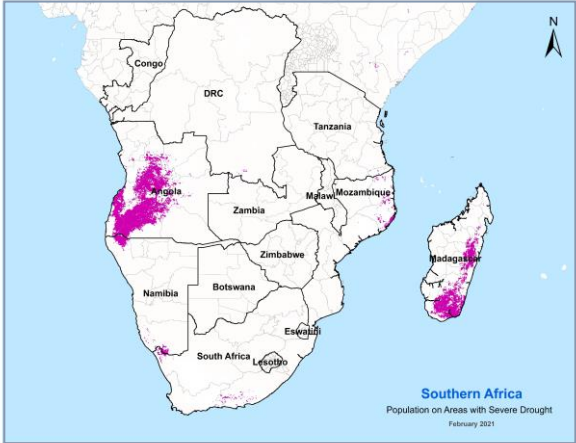 N
Congo
DRC
Tanzania
Angola
Malawi
Mozambique
Zambia
Madagascar
Zimbabwe
Namibia
Botswana
Eswatini
South Africa
Lesotho
Southern Africa
Population on Areas with Severe Drought
February 2021